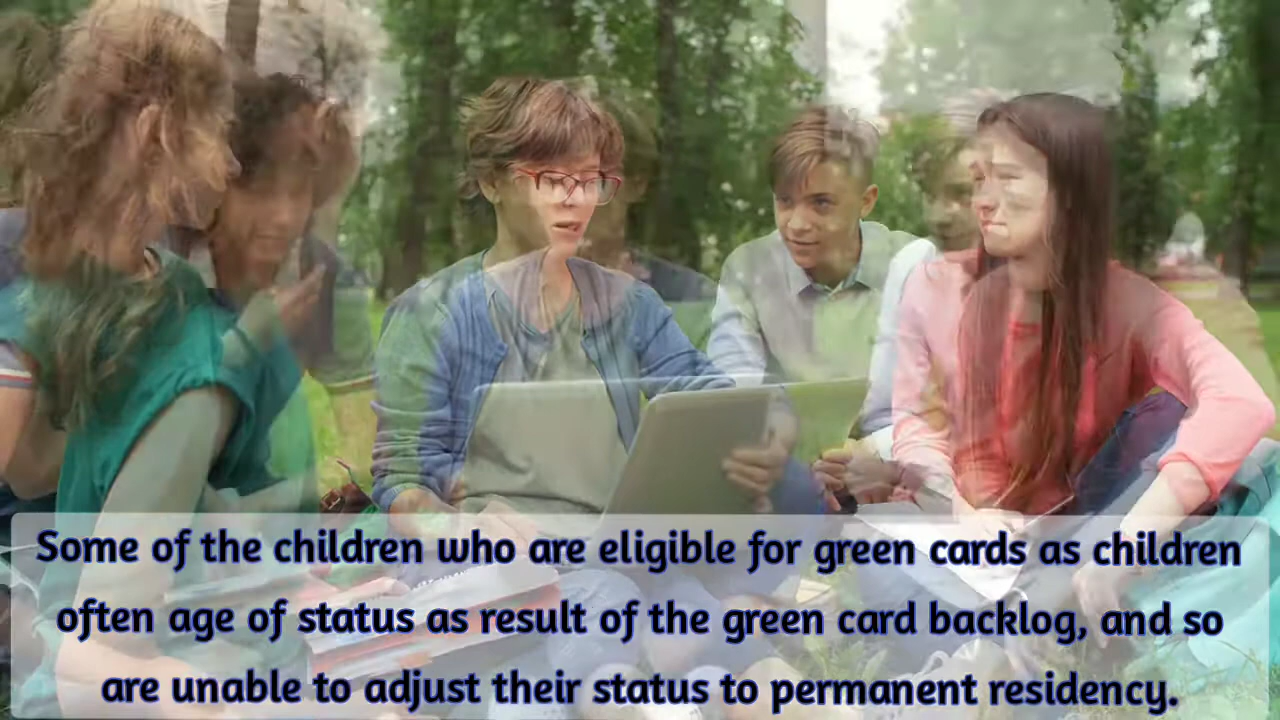 Some of the children who are eligible for green cards as children
often age of status as result of the green card backlog, and so
are unable to adjust their status to permanent residency.